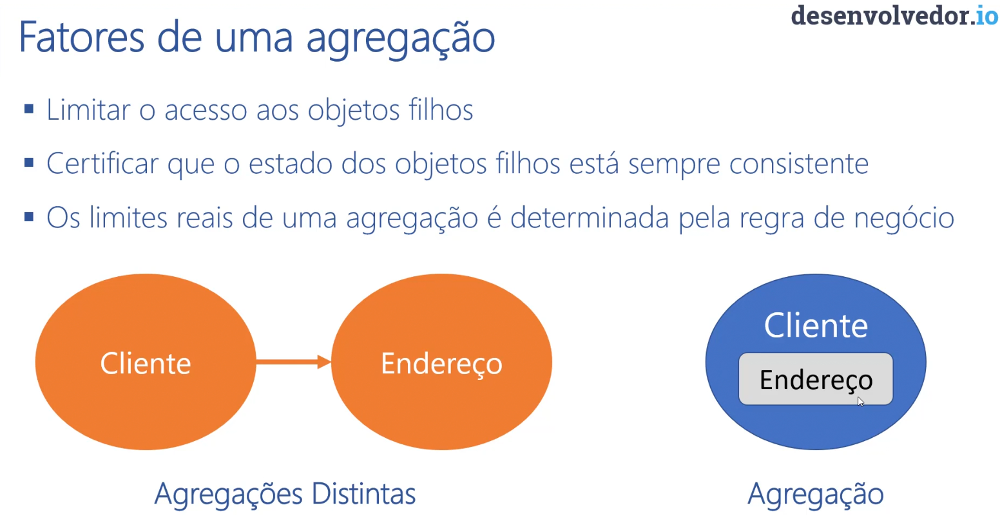 desenvolvedor.io
Fatores de uma agregação
Limitar o acesso aos objetos filhos
Certificar que o estado dos objetos filhos está sempre consistente
Os limites reais de uma agregação é determinada pela regra de negócio
Cliente
Endereço
Cliente
Endereço
Agregações Distintas
Agregação